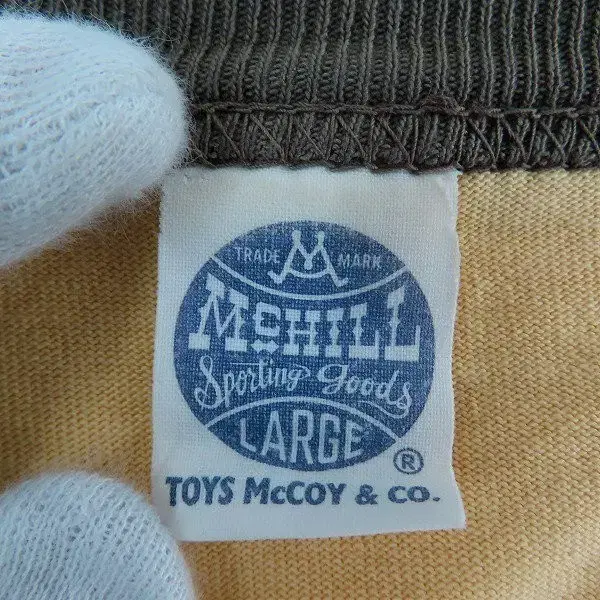 TRADE MARK
McHILL
Sporting Goods
LARGE
®
TOYS McCOY & CO.